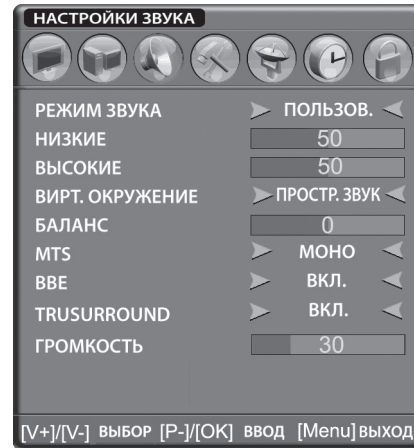 НАСТРОЙКИ ЗВУКА
РЕЖИМ ЗВУКА ПОЛЬЗОВ.
НИЗКИЕ 50
ВЫСОКИЕ 50
ВИРТ. ОКРУЖЕНИЕ ПРОСТР. ЗВУК
БАЛАНС 0
MTS МОНО
BBE ВКЛ.
TRUSURROUND ВКЛ.
ГРОМКОСТЬ 30
[V+]/[V-] ВЫБОР [P-]/[OK] ВВОД [Menu] ВЫХОД